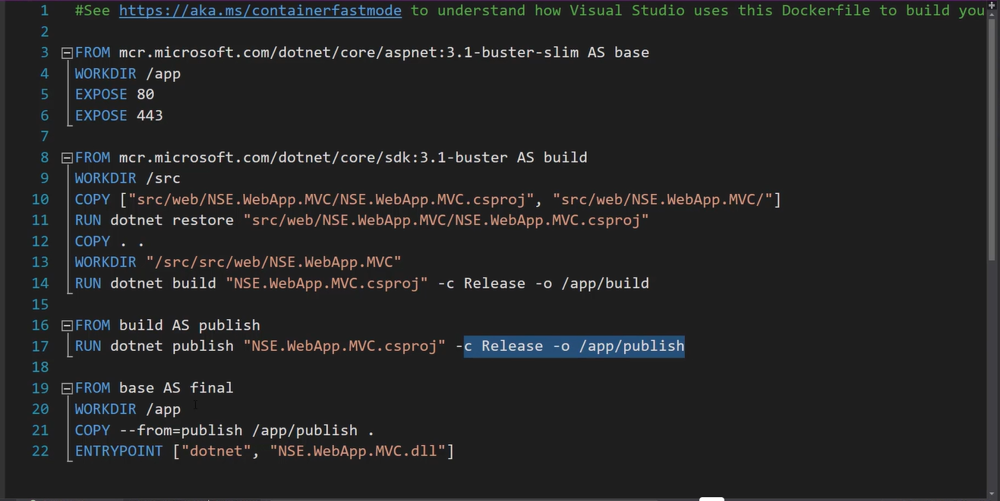 1 #See https://aka.ms/containerfastmode to understand how Visual Studio uses this Dockerfile to build you
2
3 FROM mcr.microsoft.com/dotnet/core/aspnet:3.1-buster-slim AS base
4 WORKDIR /app
5 EXPOSE 80
6 EXPOSE 443
7
8 FROM mcr.microsoft.com/dotnet/core/sdk:3.1-buster AS build
9 WORKDIR /src
10 COPY ["src/web/NSE.WebApp.MVC/NSE.WebApp.MVC.csproj", "src/web/NSE.WebApp.MVC/"]
11 RUN dotnet restore "src/web/NSE.WebApp.MVC/NSE.WebApp.MVC.csproj"
12 COPY . .
13 WORKDIR "/src/src/web/NSE.WebApp.MVC"
14 RUN dotnet build "NSE.WebApp.MVC.csproj" -c Release -o /app/build
15
16 FROM build AS publish
17 RUN dotnet publish "NSE.WebApp.MVC.csproj" -c Release -o /app/publish
18
19 FROM base AS final
20 WORKDIR /app
21 COPY --from=publish /app/publish .
22 ENTRYPOINT ["dotnet", "NSE.WebApp.MVC.dll"]